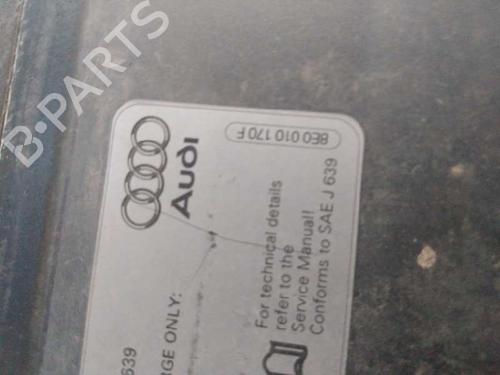 B-PARTS
Audi
8E0 010 170 F
For technical details
refer to the
Service Manual!
Conforms to SAE J 639
RGE ONLY:
639